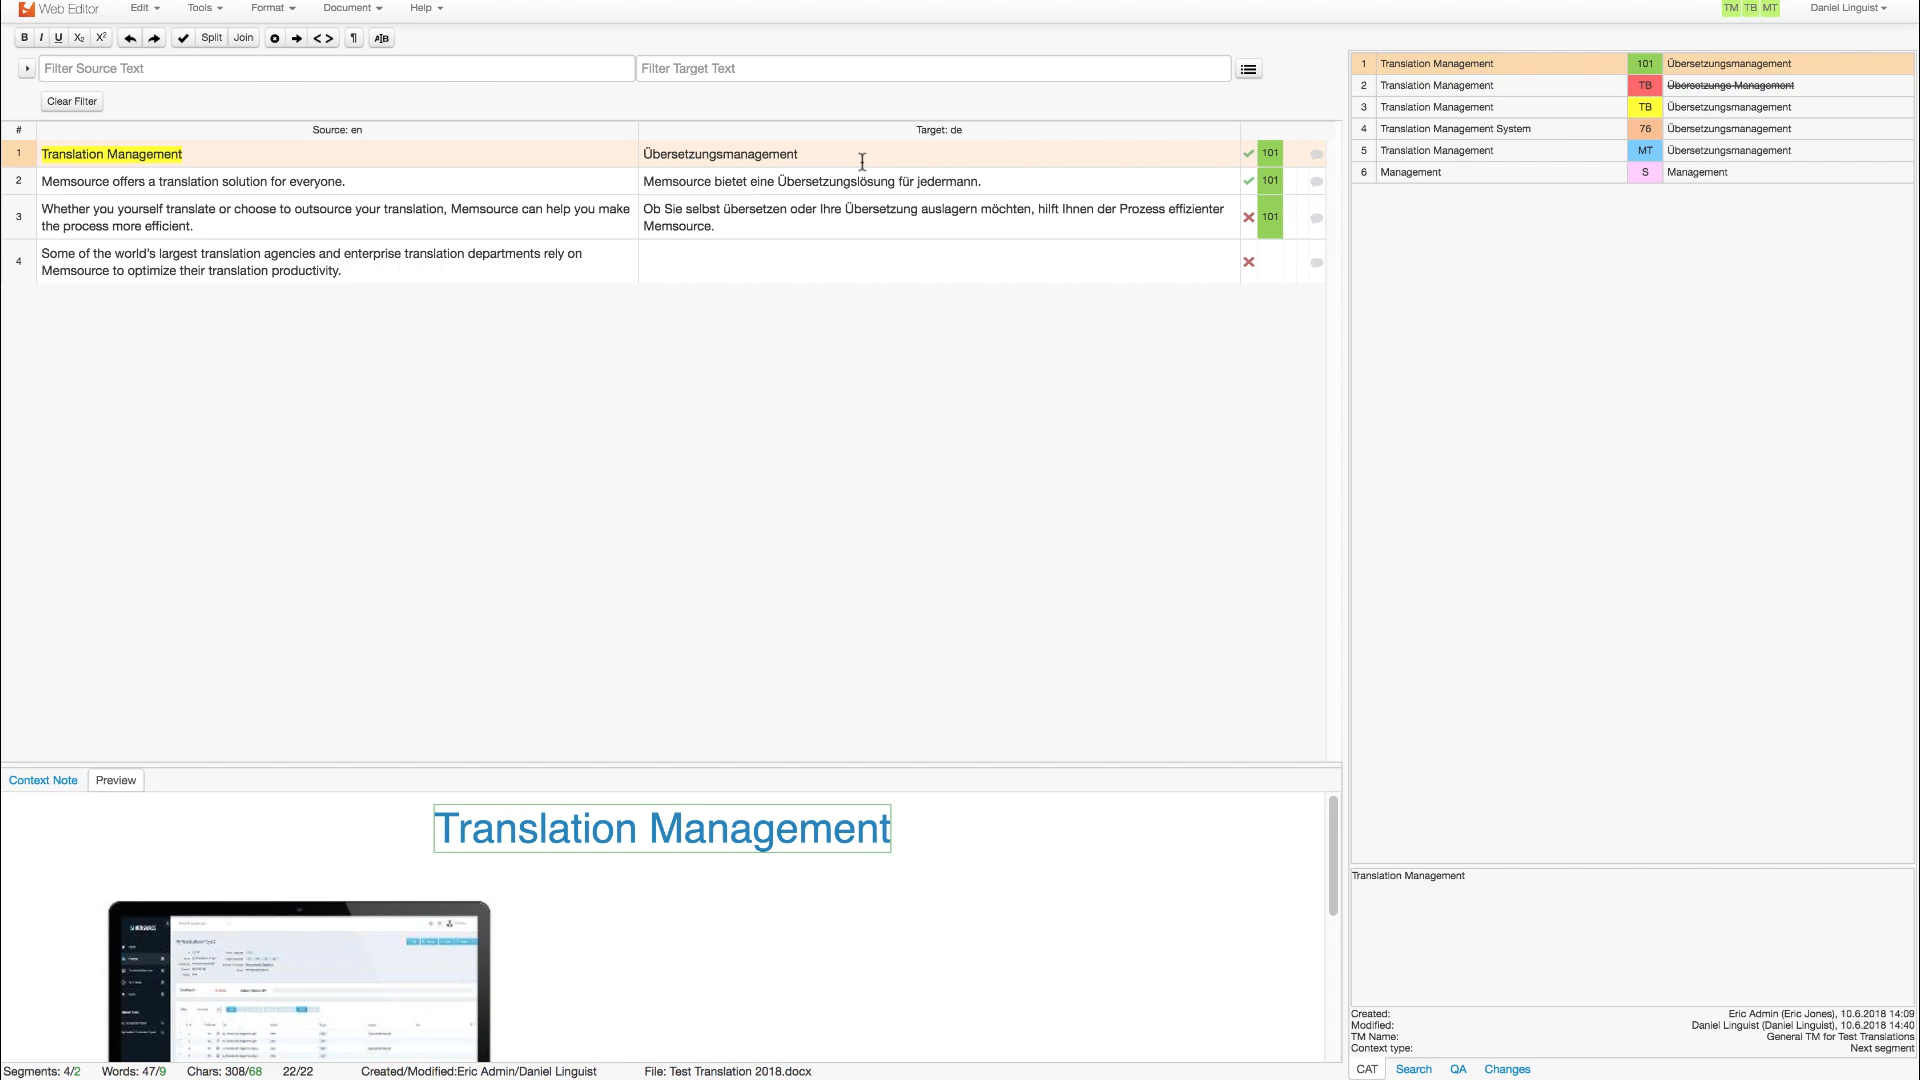 Web Editor Edit Tools Format Document Help TM TB MT Daniel Linguist
B I U X₂ X² Split Join < > ¶ A|B
Filter Source Text Filter Target Text
Clear Filter
# Source: en Target: de
1 Translation Management Übersetzungsmanagement 101
2 Memsource offers a translation solution for everyone. Memsource bietet eine Übersetzungslösung für jedermann. 101
3 Whether you yourself translate or choose to outsource your translation, Memsource can help you make
the process more efficient.
Ob Sie selbst übersetzen oder Ihre Übersetzung auslagern möchten, hilft Ihnen der Prozess effizienter
Memsource.
101
4 Some of the world's largest translation agencies and enterprise translation departments rely on
Memsource to optimize their translation productivity.
1 Translation Management 101 Übersetzungsmanagement
2 Translation Management TB Übersetzungs Management
3 Translation Management TB Übersetzungsmanagement
4 Translation Management System 76 Übersetzungsmanagement
5 Translation Management MT Übersetzungsmanagement
6 Management S Management
Context Note Preview
Translation Management
MEMSOURCE
Translation Management
Created: Eric Admin (Eric Jones), 10.6.2018 14:09
Modified: Daniel Linguist (Daniel Linguist), 10.6.2018 14:40
TM Name: General TM for Test Translations
Context type: Next segment
CAT Search QA Changes
Segments: 4/2 Words: 47/9 Chars: 308/68 22/22 Created/Modified:Eric Admin/Daniel Linguist File: Test Translation 2018.docx